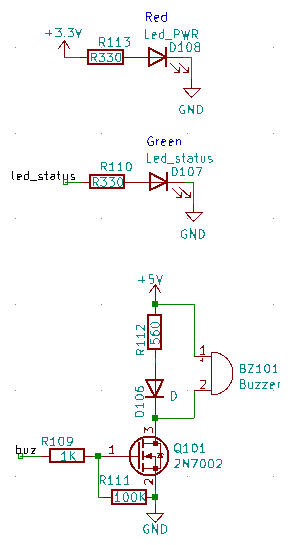 Red
Led_PWR
+3.3V
R113
D108
R330
GND
Green
Led_status
R110
D107
led_status
R330
GND
+5V
R112
560
1
BZ101
Buzzer
2
D106
D
3
Q101
buz
R109
1
2N7002
1K
R111
2
100K
GND